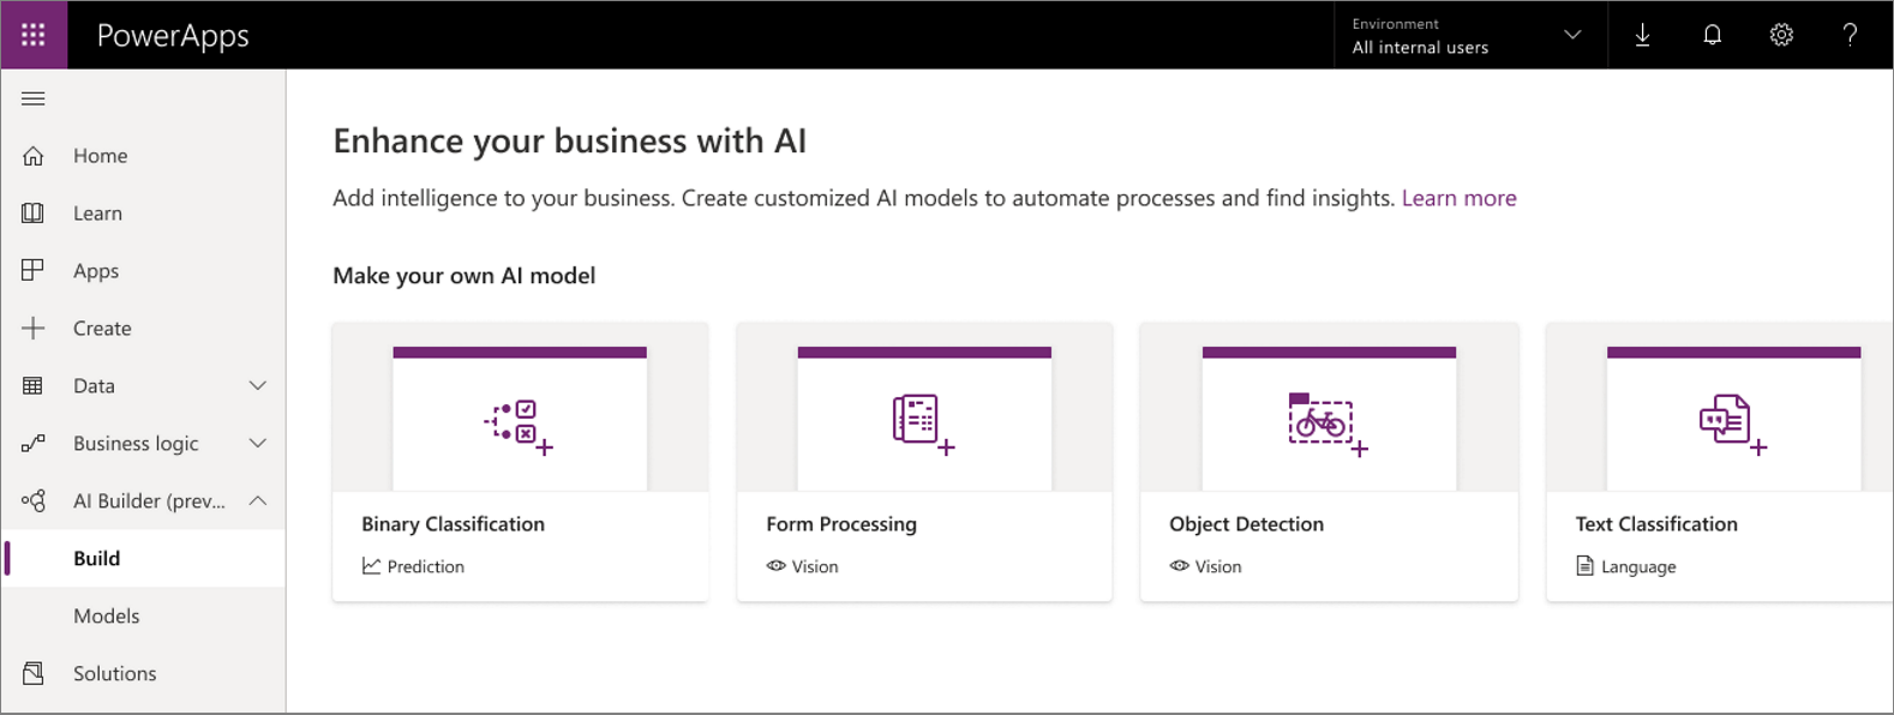 PowerApps
Environment
All internal users
?
Home
Learn
Apps
Create
Data
Business logic
AI Builder (prev...
Build
Models
Solutions
Enhance your business with AI
Add intelligence to your business. Create customized AI models to automate processes and find insights. Learn more
Make your own AI model
Binary Classification
Prediction
Form Processing
Vision
Object Detection
Vision
Text Classification
Language